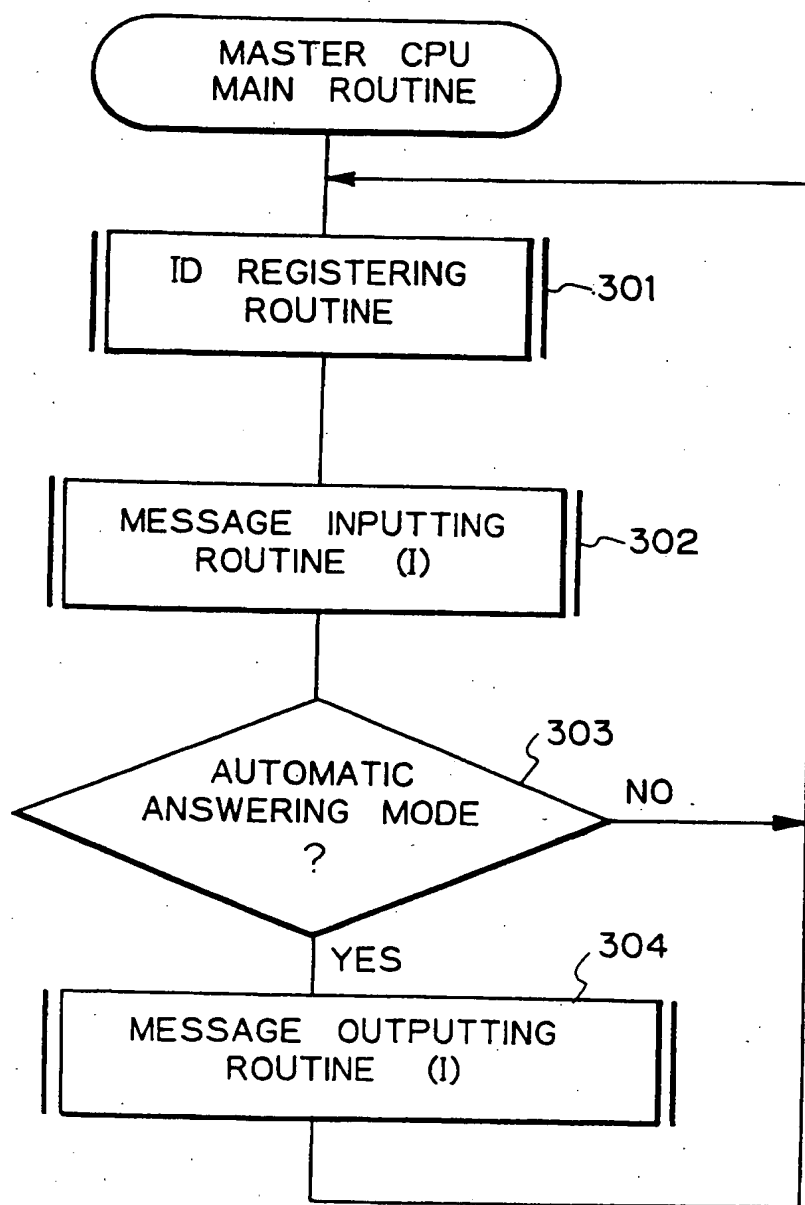 MASTER CPU
MAIN ROUTINE
ID REGISTERING
ROUTINE
301
MESSAGE INPUTTING
ROUTINE (I)
302
303
AUTOMATIC
ANSWERING MODE
?
NO
YES
304
MESSAGE OUTPUTTING
ROUTINE (I)